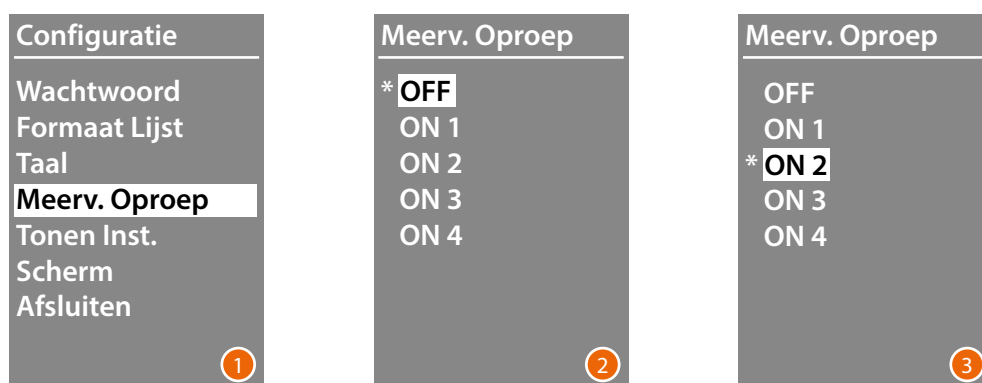 Configuratie
Wachtwoord
Formaat Lijst
Taal
Meerv. Oproep
Tonen Inst.
Scherm
Afsluiten
1
Meerv. Oproep
* OFF
ON 1
ON 2
ON 3
ON 4
2
Meerv. Oproep
OFF
ON 1
* ON 2
ON 3
ON 4
3